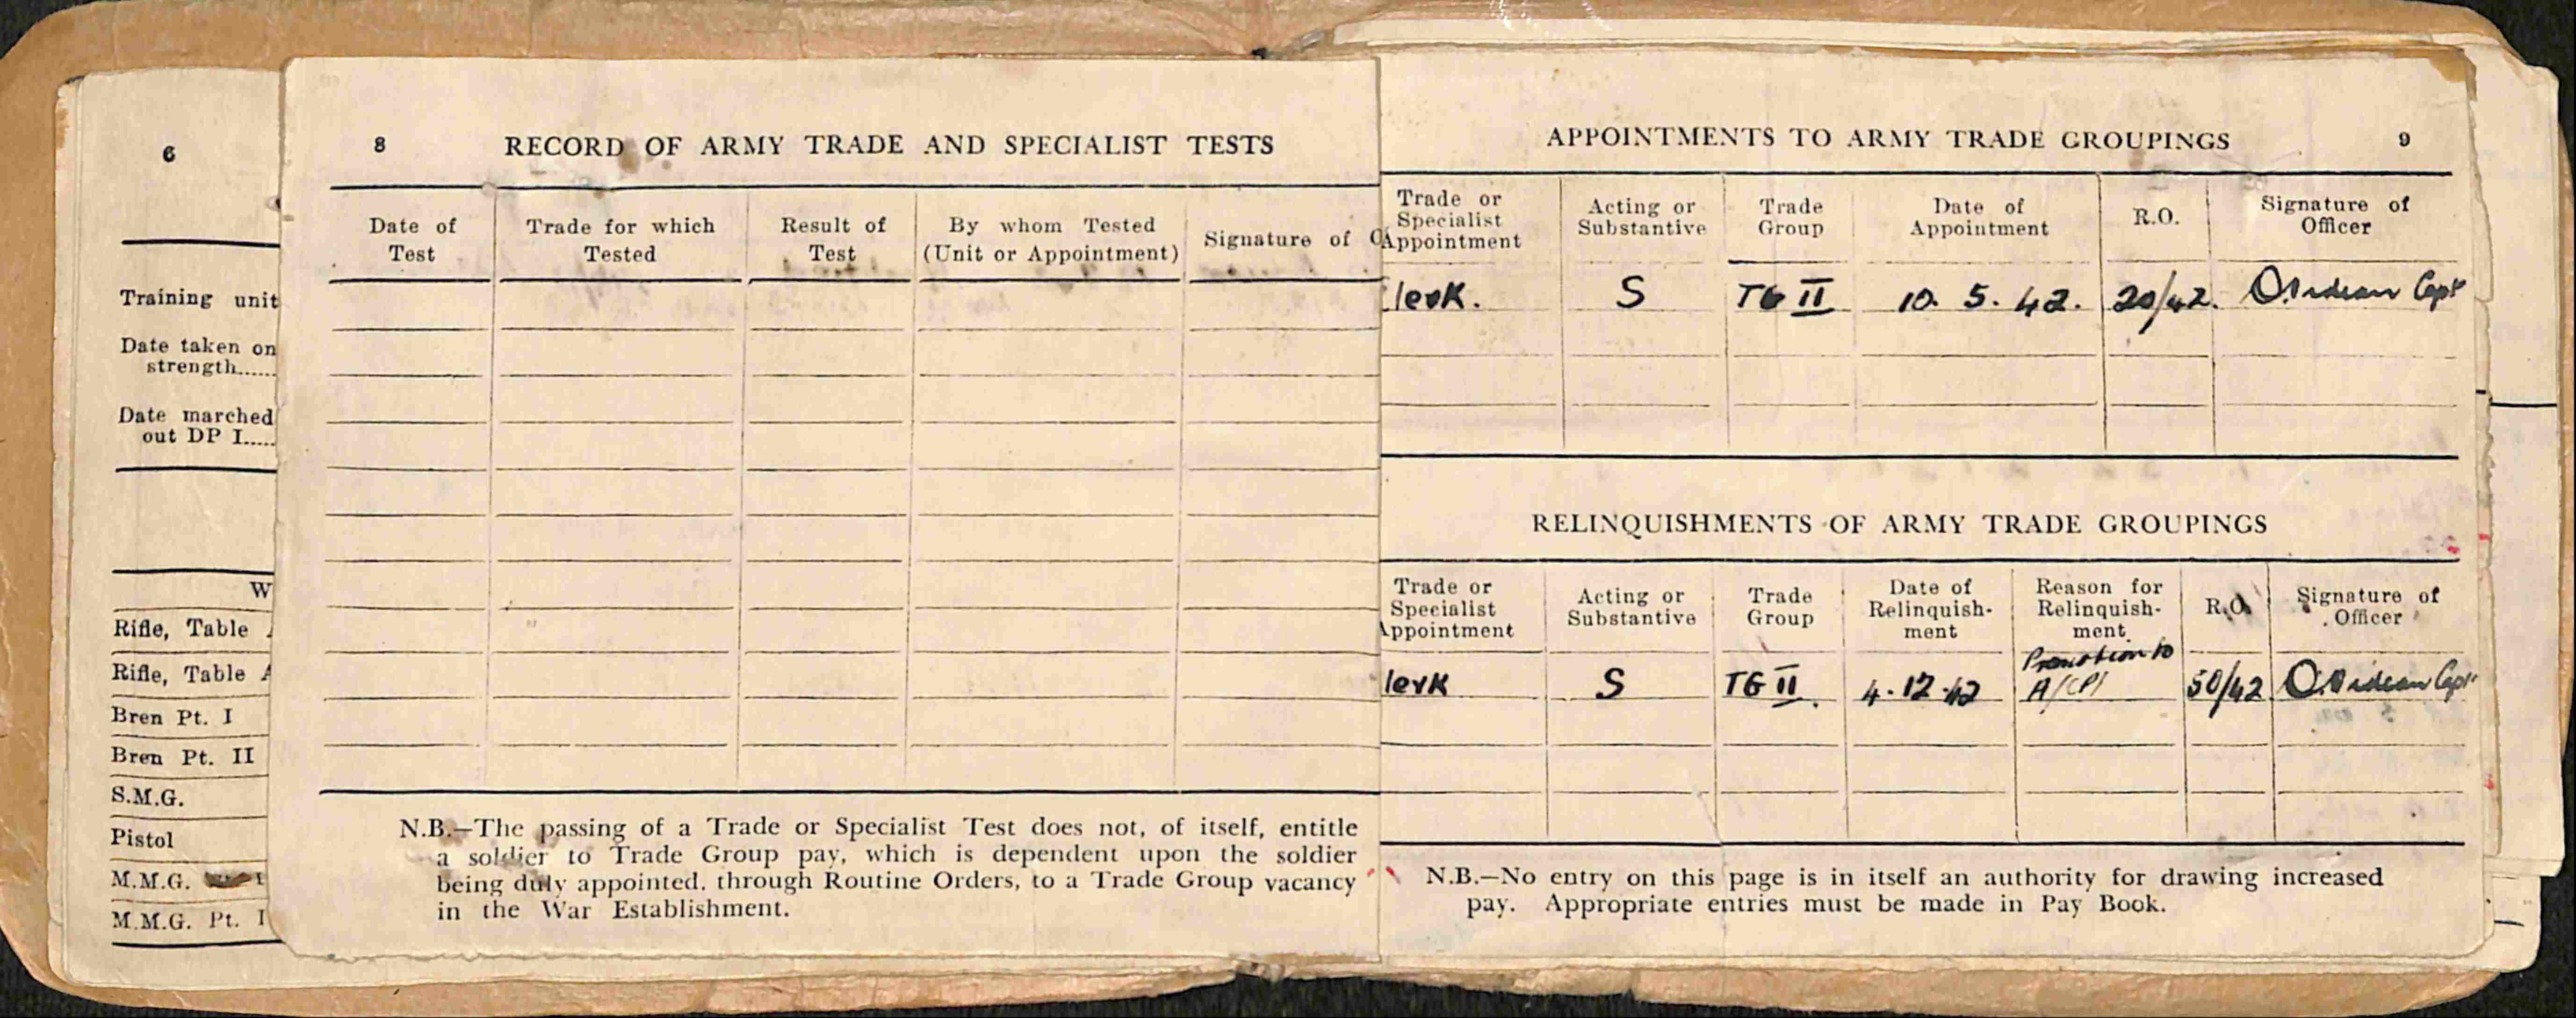 6
Training unit
Date taken on
strength......
Date marched
out DP I.....
W
Rifle, Table
Rifle, Table A
Bren Pt. I
Bren Pt. II
S.M.G.
Pistol
M.M.G.
M.M.G. Pt. I
8 RECORD OF ARMY TRADE AND SPECIALIST TESTS
Date of Test Trade for which Tested Result of Test By whom Tested (Unit or Appointment) Signature of O
N.B.—The passing of a Trade or Specialist Test does not, of itself, entitle
a soldier to Trade Group pay, which is dependent upon the soldier
being duly appointed, through Routine Orders, to a Trade Group vacancy
in the War Establishment.
APPOINTMENTS TO ARMY TRADE GROUPINGS 9
Trade or Specialist Appointment Acting or Substantive Trade Group Date of Appointment R.O. Signature of Officer
lerk. S TG II 10. 5. 42. 20/42. Capt
RELINQUISHMENTS OF ARMY TRADE GROUPINGS
Trade or Specialist Appointment Acting or Substantive Trade Group Date of Relinquish-ment Reason for Relinquish-ment R.O. Signature of Officer
lerk S TG II. 4.12.42 Promotion to A/CPl 50/42 Capt
N.B.—No entry on this page is in itself an authority for drawing increased
pay. Appropriate entries must be made in Pay Book.